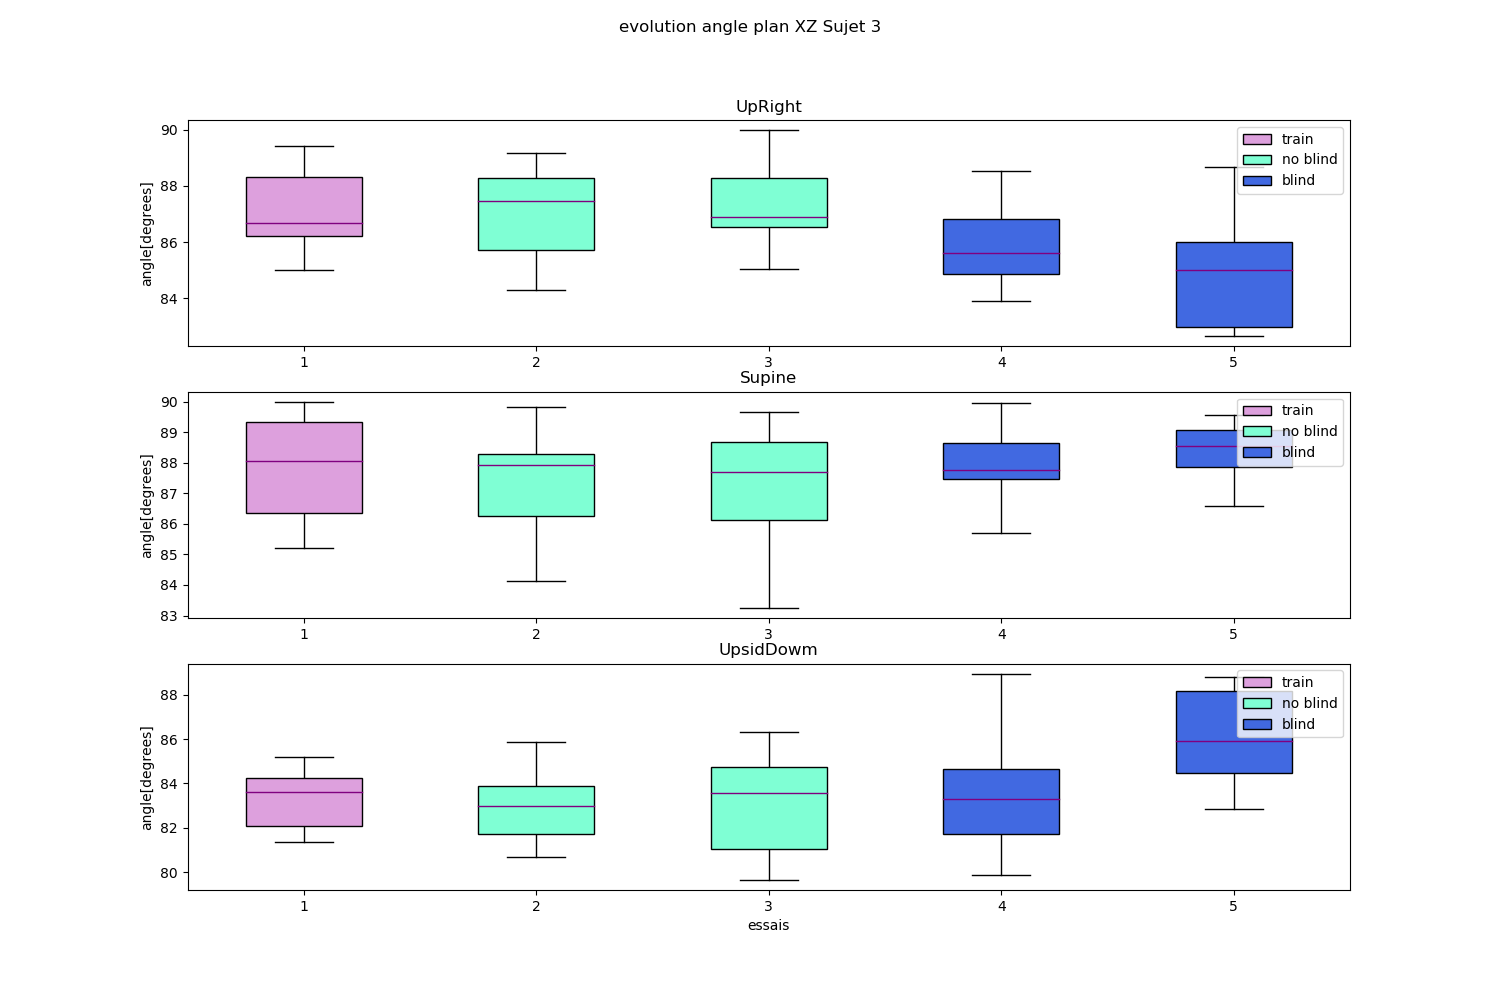 evolution angle plan XZ Sujet 3
UpRight
angle[degrees]
90
88
86
84
train
no blind
blind
1 2 3 4 5
Supine
angle[degrees]
90
89
88
87
86
85
84
83
train
no blind
blind
1 2 3 4 5
UpsidDowm
angle[degrees]
88
86
84
82
80
train
no blind
blind
1 2 3 4 5
essais